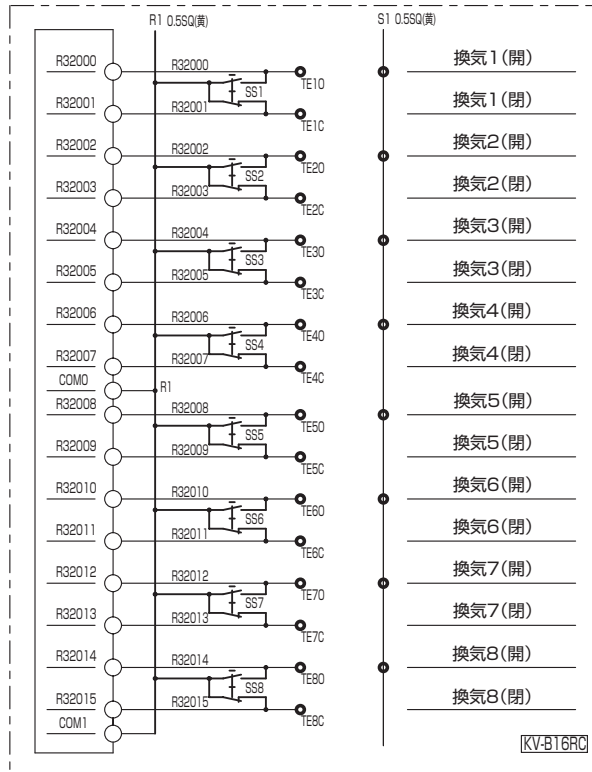 R1 0.5SQ(黄) S1 0.5SQ(黄)
R32000 R32000 換気1(開)
SS1 TE1O
R32001 R32001 換気1(閉)
TE1C
R32002 R32002 換気2(開)
SS2 TE2O
R32003 R32003 換気2(閉)
TE2C
R32004 R32004 換気3(開)
SS3 TE3O
R32005 R32005 換気3(閉)
TE3C
R32006 R32006 換気4(開)
SS4 TE4O
R32007 R32007 換気4(閉)
TE4C
COM0 R1
R32008 R32008 換気5(開)
SS5 TE5O
R32009 R32009 換気5(閉)
TE5C
R32010 R32010 換気6(開)
SS6 TE6O
R32011 R32011 換気6(閉)
TE6C
R32012 R32012 換気7(開)
SS7 TE7O
R32013 R32013 換気7(閉)
TE7C
R32014 R32014 換気8(開)
SS8 TE8O
R32015 R32015 換気8(閉)
TE8C
COM1
KV-B16RC